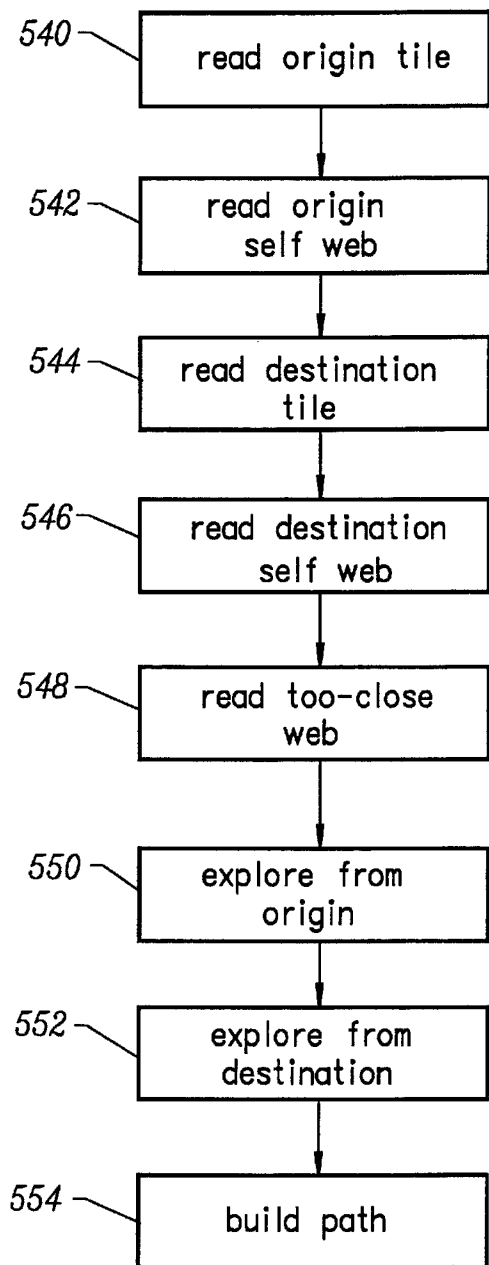 540
read origin tile
542
read origin
self web
544
read destination
tile
546
read destination
self web
548
read too-close
web
550
explore from
origin
552
explore from
destination
554
build path